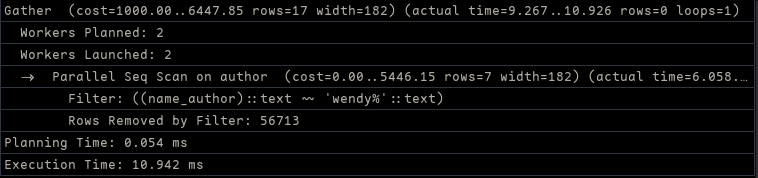 Gather  (cost=1000.00..6447.85 rows=17 width=182) (actual time=9.267..10.926 rows=0 loops=1)
  Workers Planned: 2
  Workers Launched: 2
  ->  Parallel Seq Scan on author  (cost=0.00..5446.15 rows=7 width=182) (actual time=6.058.…
        Filter: ((name_author)::text ~~ 'wendy%'::text)
        Rows Removed by Filter: 56713
Planning Time: 0.054 ms
Execution Time: 10.942 ms